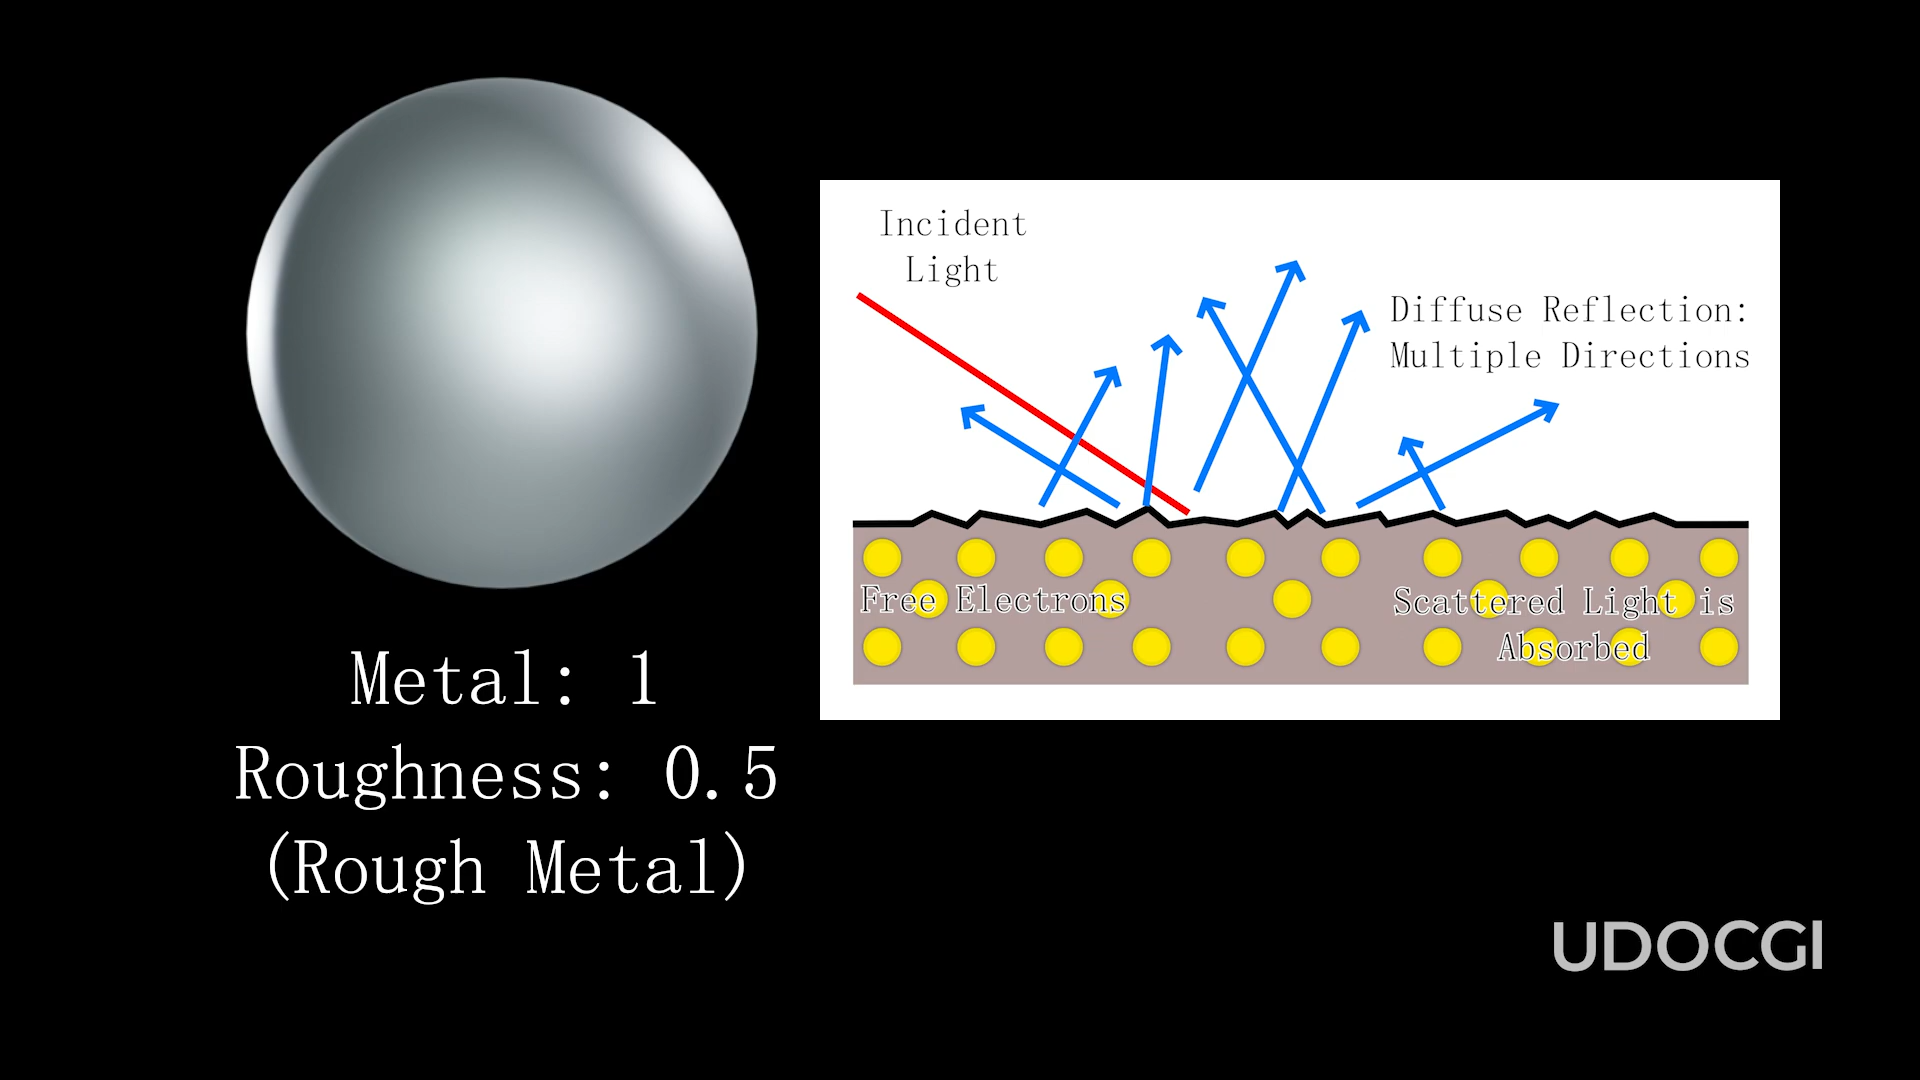 Incident
Light
Diffuse Reflection:
Multiple Directions
Free Electrons
Scattered Light is
Absorbed
Metal: 1
Roughness: 0.5
(Rough Metal)
UDOCGI